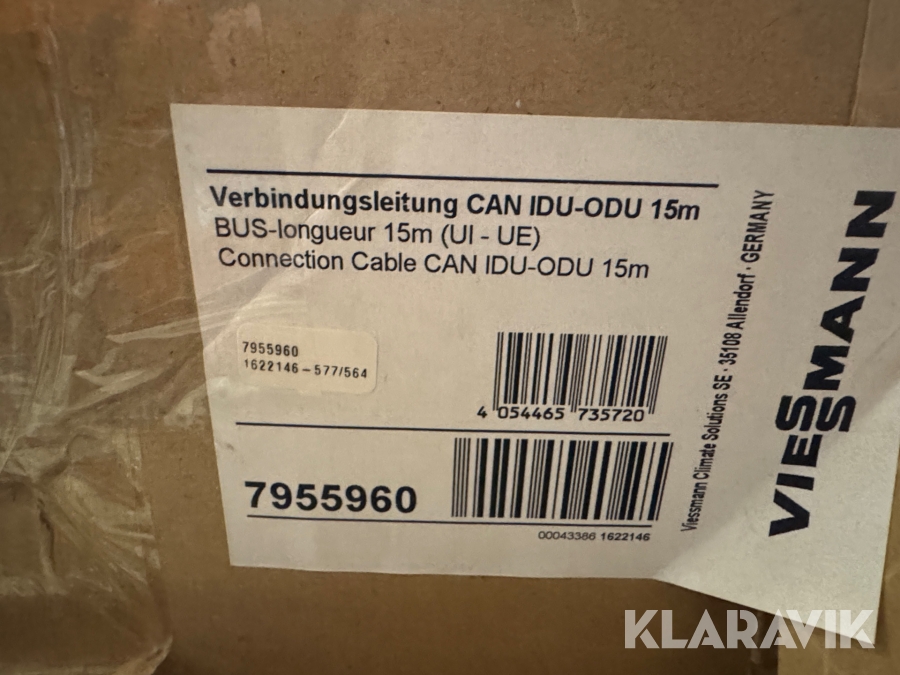 Verbindungsleitung CAN IDU-ODU 15m
BUS-longueur 15m (UI - UE)
Connection Cable CAN IDU-ODU 15m
7955960
1622146-577/564
4 054465 735720
7955960
00043386 1622146
Viessmann Climate Solutions SE · 35108 Allendorf · GERMANY
VIESSMANN
KLARAVIK